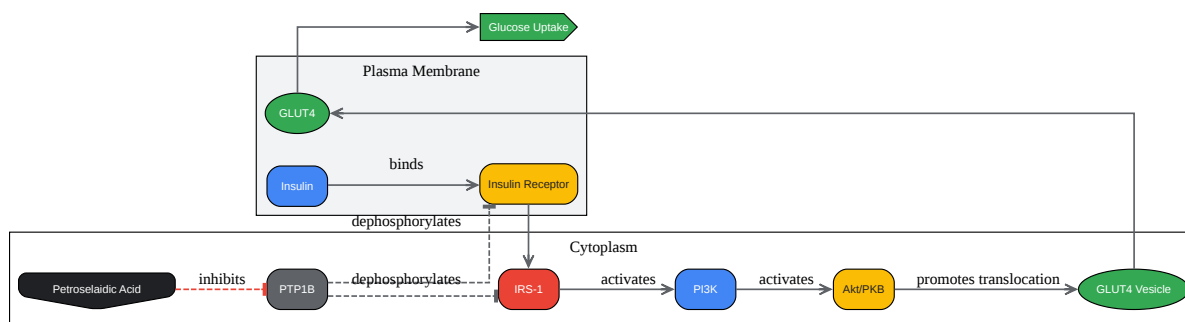 Glucose Uptake
Plasma Membrane
GLUT4
binds
Insulin
Insulin Receptor
dephosphorylates
Cytoplasm
inhibits
dephosphorylates
activates
activates
promotes translocation
Petroselaidic Acid
PTP1B
IRS-1
PI3K
Akt/PKB
GLUT4 Vesicle